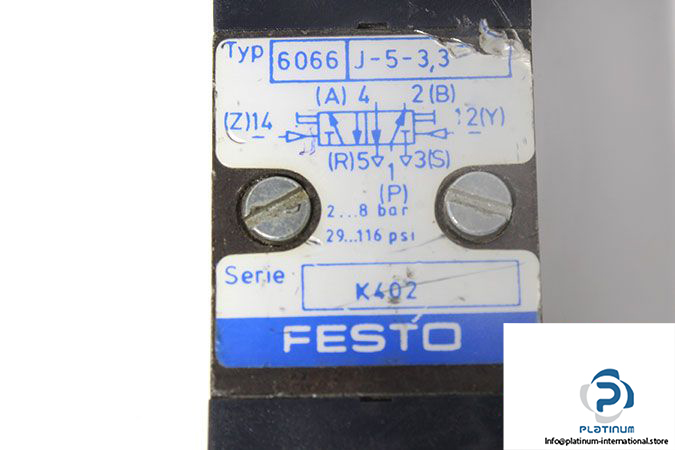 Typ 6066 J-5-3,3
(A) 4 2 (B)
(Z)14 12(Y)
(R)5 3(S)
1
(P)
2...8 bar
29...116 psi
Serie K402
FESTO
PLATINUM
Info@platinum-international.store